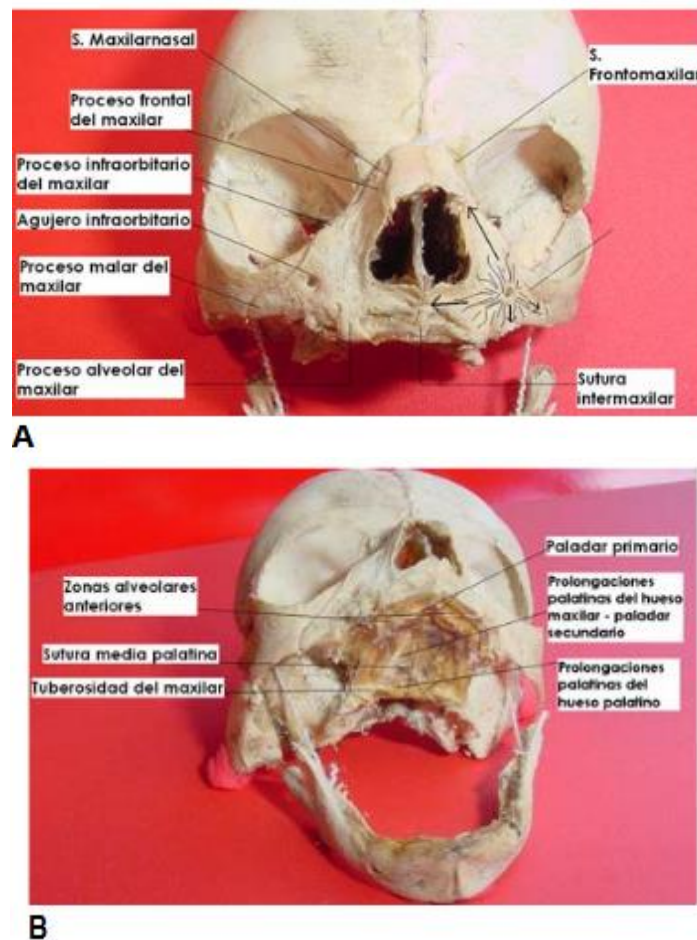 S. Maxilarnasal
S.
Frontomaxilar
Proceso frontal
del maxilar
Proceso infraorbitario
del maxilar
Agujero infraorbitario
Proceso malar del
maxilar
Proceso alveolar del
maxilar
Sutura
intermaxilar
A
Paladar primario
Zonas alveolares
anteriores
Prolongaciones
palatinas del hueso
maxilar - paladar
secundario
Sutura media palatina
Tuberosidad del maxilar
Prolongaciones
palatinas del
hueso palatino
B